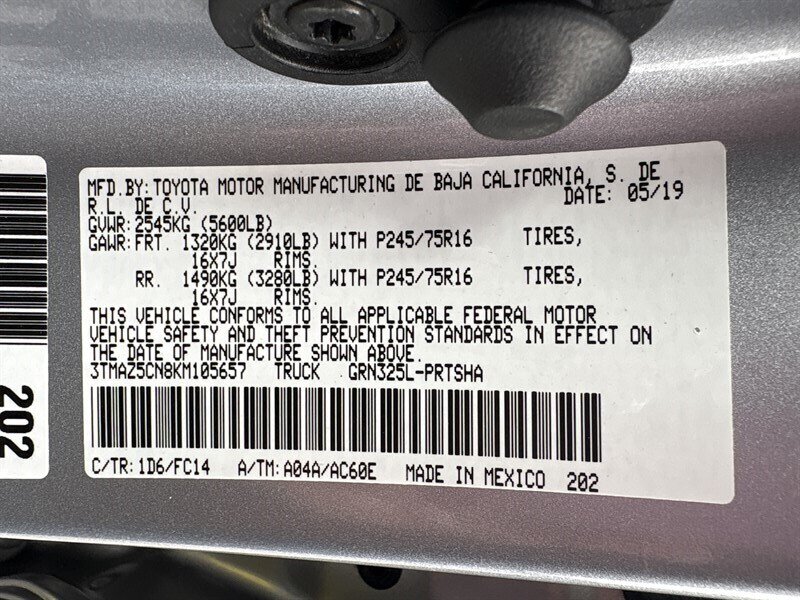 MFD.BY:TOYOTA MOTOR MANUFACTURING DE BAJA CALIFORNIA, S. DE
R.L. DE C.V. DATE: 05/19
GVWR:2545KG (5600LB)
GAWR:FRT. 1320KG (2910LB) WITH P245/75R16 TIRES,
16X7J RIMS.
RR. 1490KG (3280LB) WITH P245/75R16 TIRES,
16X7J RIMS.
THIS VEHICLE CONFORMS TO ALL APPLICABLE FEDERAL MOTOR
VEHICLE SAFETY AND THEFT PREVENTION STANDARDS IN EFFECT ON
THE DATE OF MANUFACTURE SHOWN ABOVE.
3TMAZ5CN8KM105657 TRUCK GRN325L-PRTSHA
C/TR:1D6/FC14 A/TM:A04A/AC60E MADE IN MEXICO 202
202